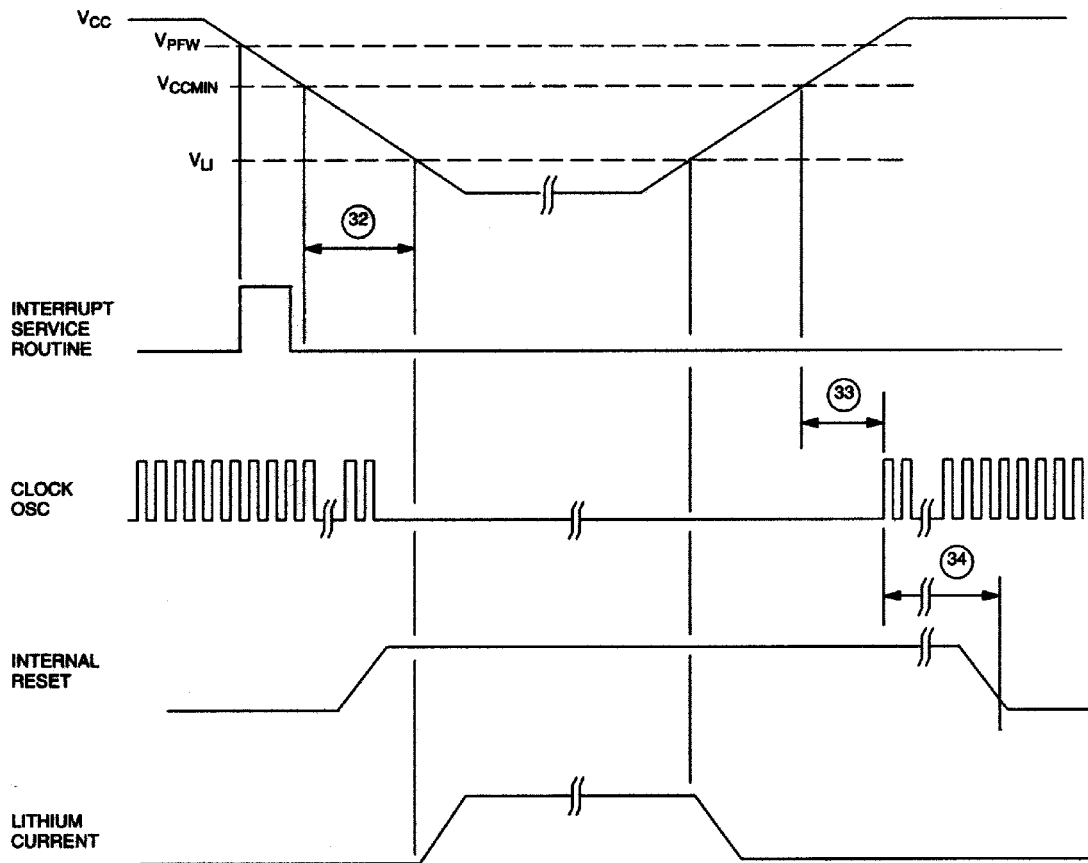 VCC
VPFW
VCCMIN
VLI
32
INTERRUPT
SERVICE
ROUTINE
33
CLOCK
OSC
34
INTERNAL
RESET
LITHIUM
CURRENT